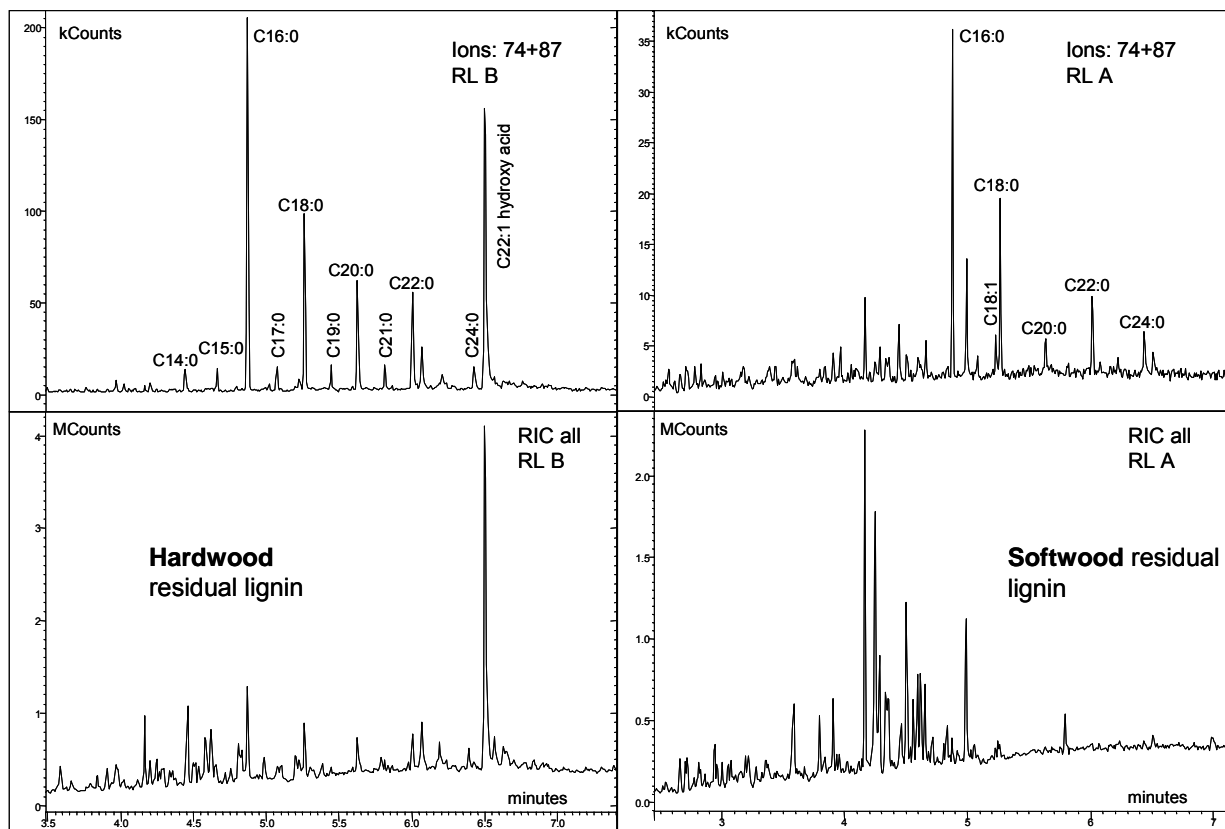 kCounts
Ions: 74+87
RL B
200
150
100
50
0
C16:0
C18:0
C20:0
C22:0
C14:0
C15:0
C17:0
C19:0
C21:0
C24:0
C22:1 hydroxy acid
kCounts
Ions: 74+87
RL A
35
30
25
20
15
10
5
0
C16:0
C18:0
C18:1
C20:0
C22:0
C24:0
MCounts
RIC all
RL B
4
3
2
1
0
Hardwood
residual lignin
minutes
3.5
4.0
4.5
5.0
5.5
6.0
6.5
7.0
MCounts
RIC all
RL A
2.0
1.5
1.0
0.5
0.0
Softwood residual
lignin
minutes
3
4
5
6
7